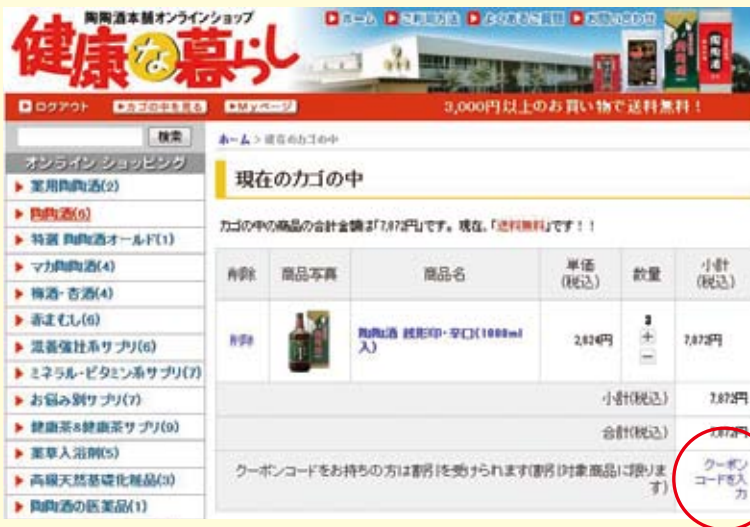 陶陶酒本舗オンラインショップ
健康な暮らし
ホーム ご利用方法 よくあるご質問 お問い合わせ
ログアウト カゴの中を見る Myページ
3,000円以上のお買い物で送料無料!
検索
オンライン ショッピング
薬用陶陶酒(2)
陶陶酒(6)
特選 陶陶酒オールド(1)
マカ陶陶酒(4)
梅酒・杏酒(4)
赤まむし(6)
滋養強壮系サプリ(6)
ミネラル・ビタミン系サプリ(7)
お悩み別サプリ(7)
健康茶&健康茶サプリ(9)
薬草入浴剤(5)
高級天然基礎化粧品(3)
陶陶酒の医薬品(1)
ホーム > 現在のカゴの中
現在のカゴの中
カゴの中の商品の合計金額は「7,872円」です。現在、「送料無料」です!!
削除 商品写真 商品名 単価(税込) 数量 小計(税込)
削除
陶陶酒 銭形印・辛口(1000ml
入)
2,624円
3
+
−
7,872円
小計(税込) 7,872円
合計(税込) 7,872円
クーポンコードをお持ちの方は割引を受けられます(割引対象商品に限りま
す)
クーポン
コードを入
力